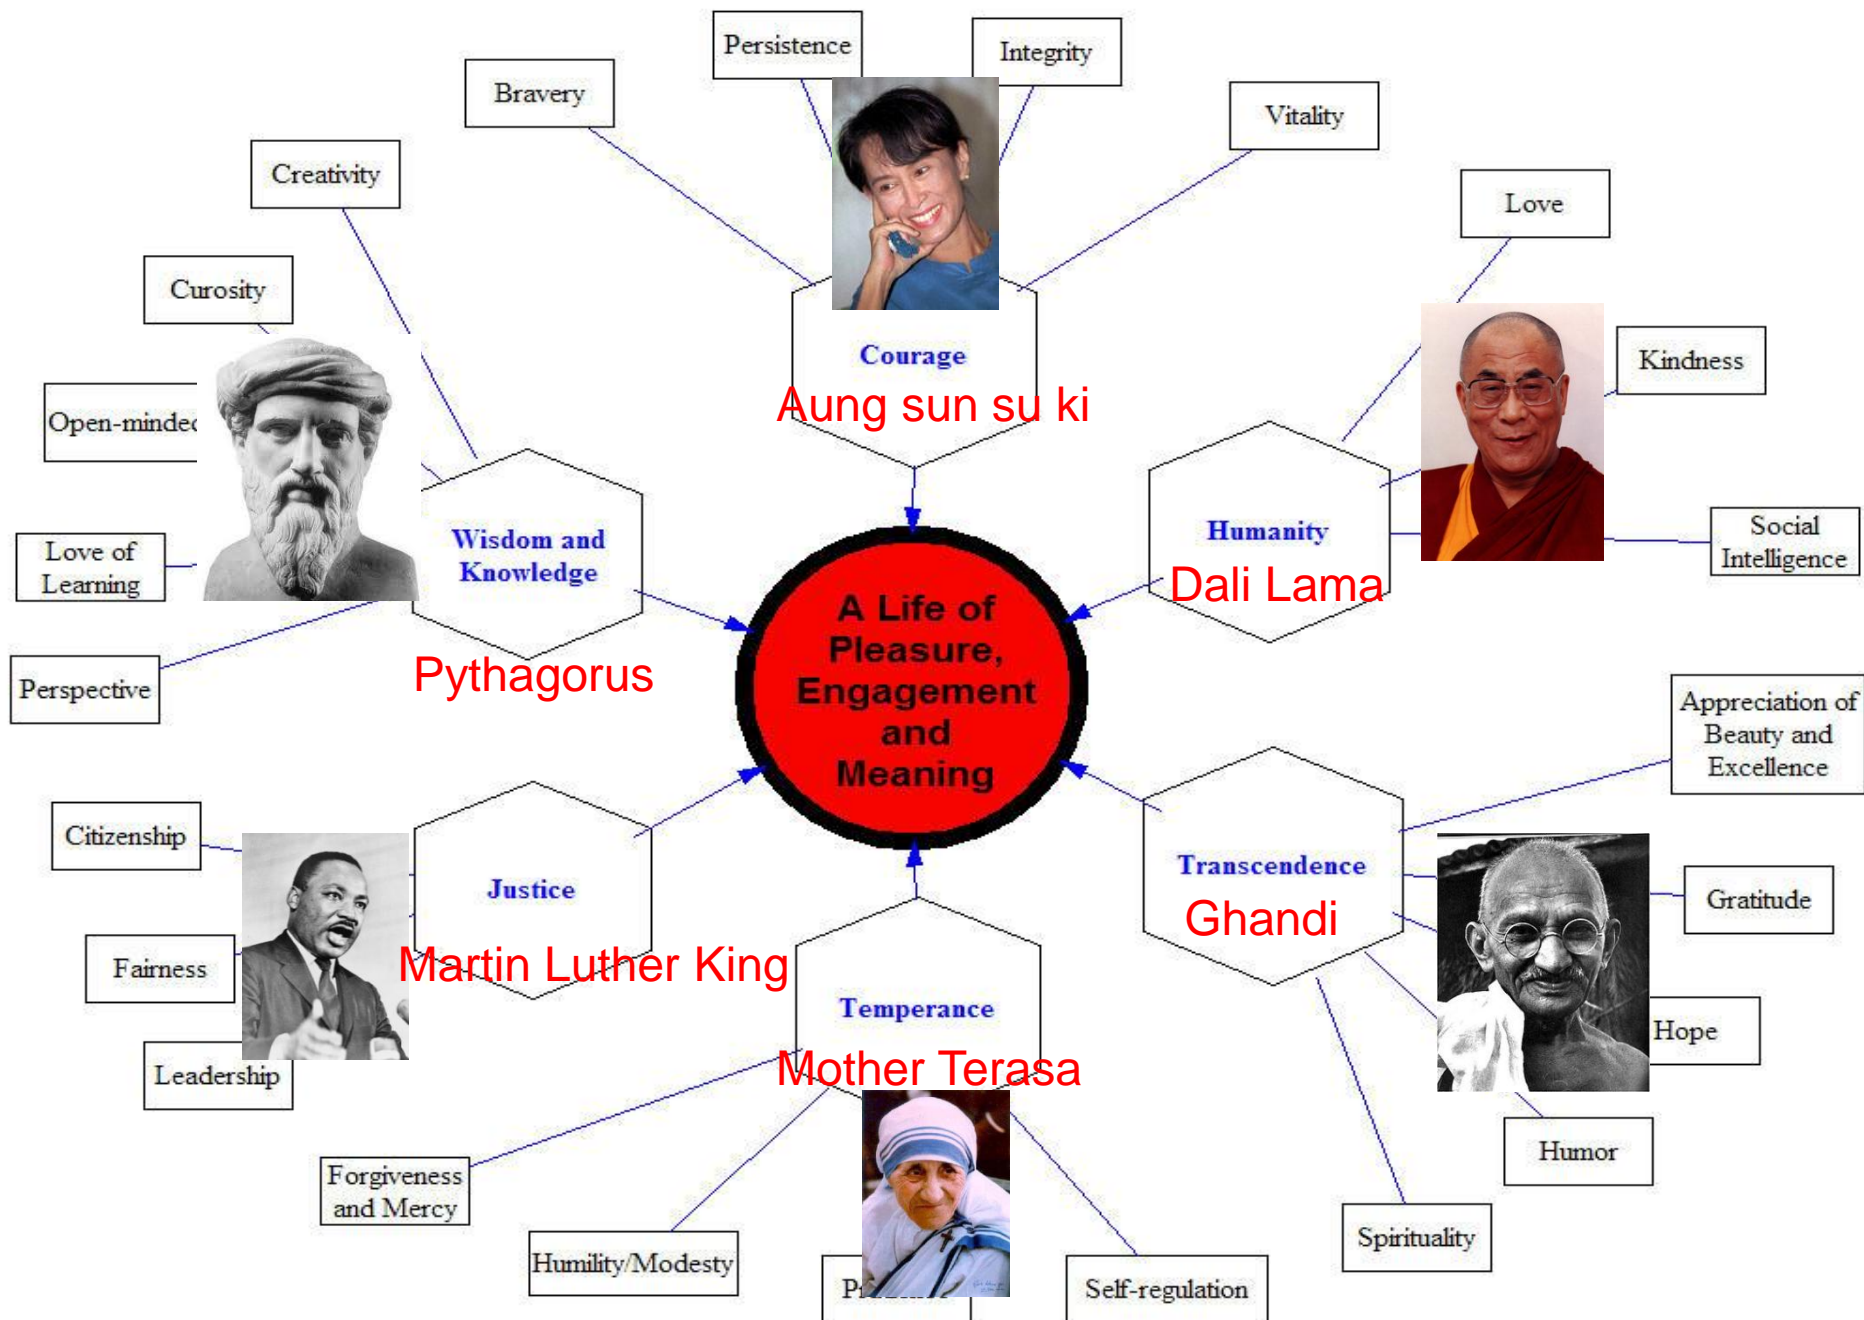 Persistence
Integrity
Bravery
Vitality
Creativity
Love
Curosity
Courage
Kindness
Aung sun su ki
Open-minded
Wisdom and
Knowledge
Humanity
Social
Intelligence
Love of
Learning
Dali Lama
A Life of
Pleasure,
Engagement
and
Meaning
Pythagorus
Perspective
Appreciation of
Beauty and
Excellence
Citizenship
Justice
Transcendence
Gratitude
Ghandi
Fairness
Martin Luther King
Temperance
Hope
Leadership
Mother Terasa
Humor
Forgiveness
and Mercy
Spirituality
Humility/Modesty
Self-regulation